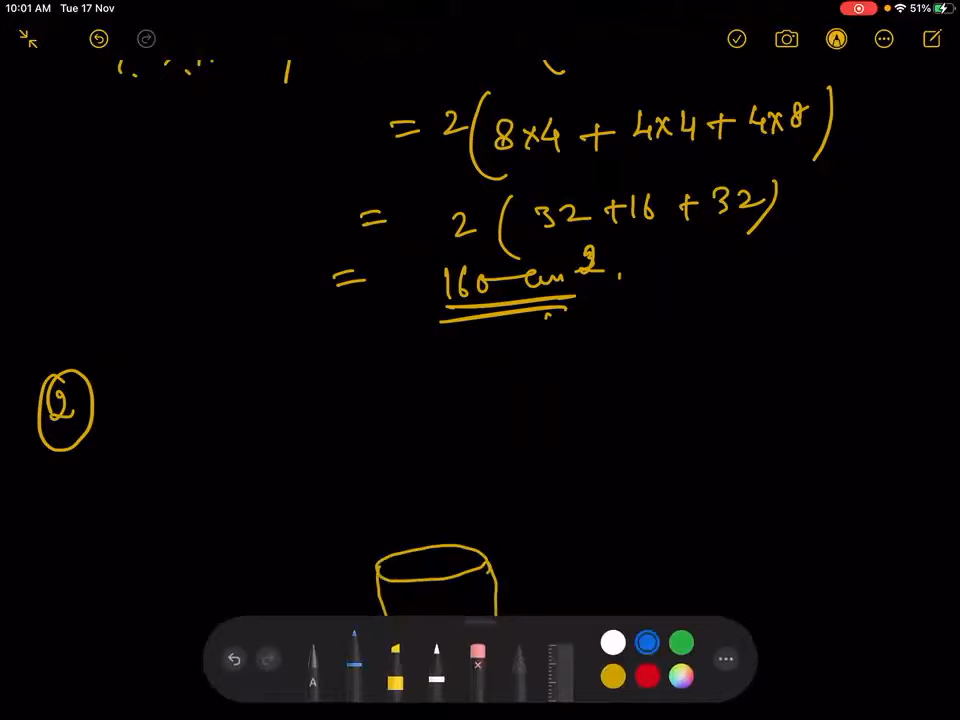 10:01 AM Tue 17 Nov
51%
= 2(8×4 + 4×4 + 4×8)
= 2 (32 +16 + 32)
= 160 cm².
2
A